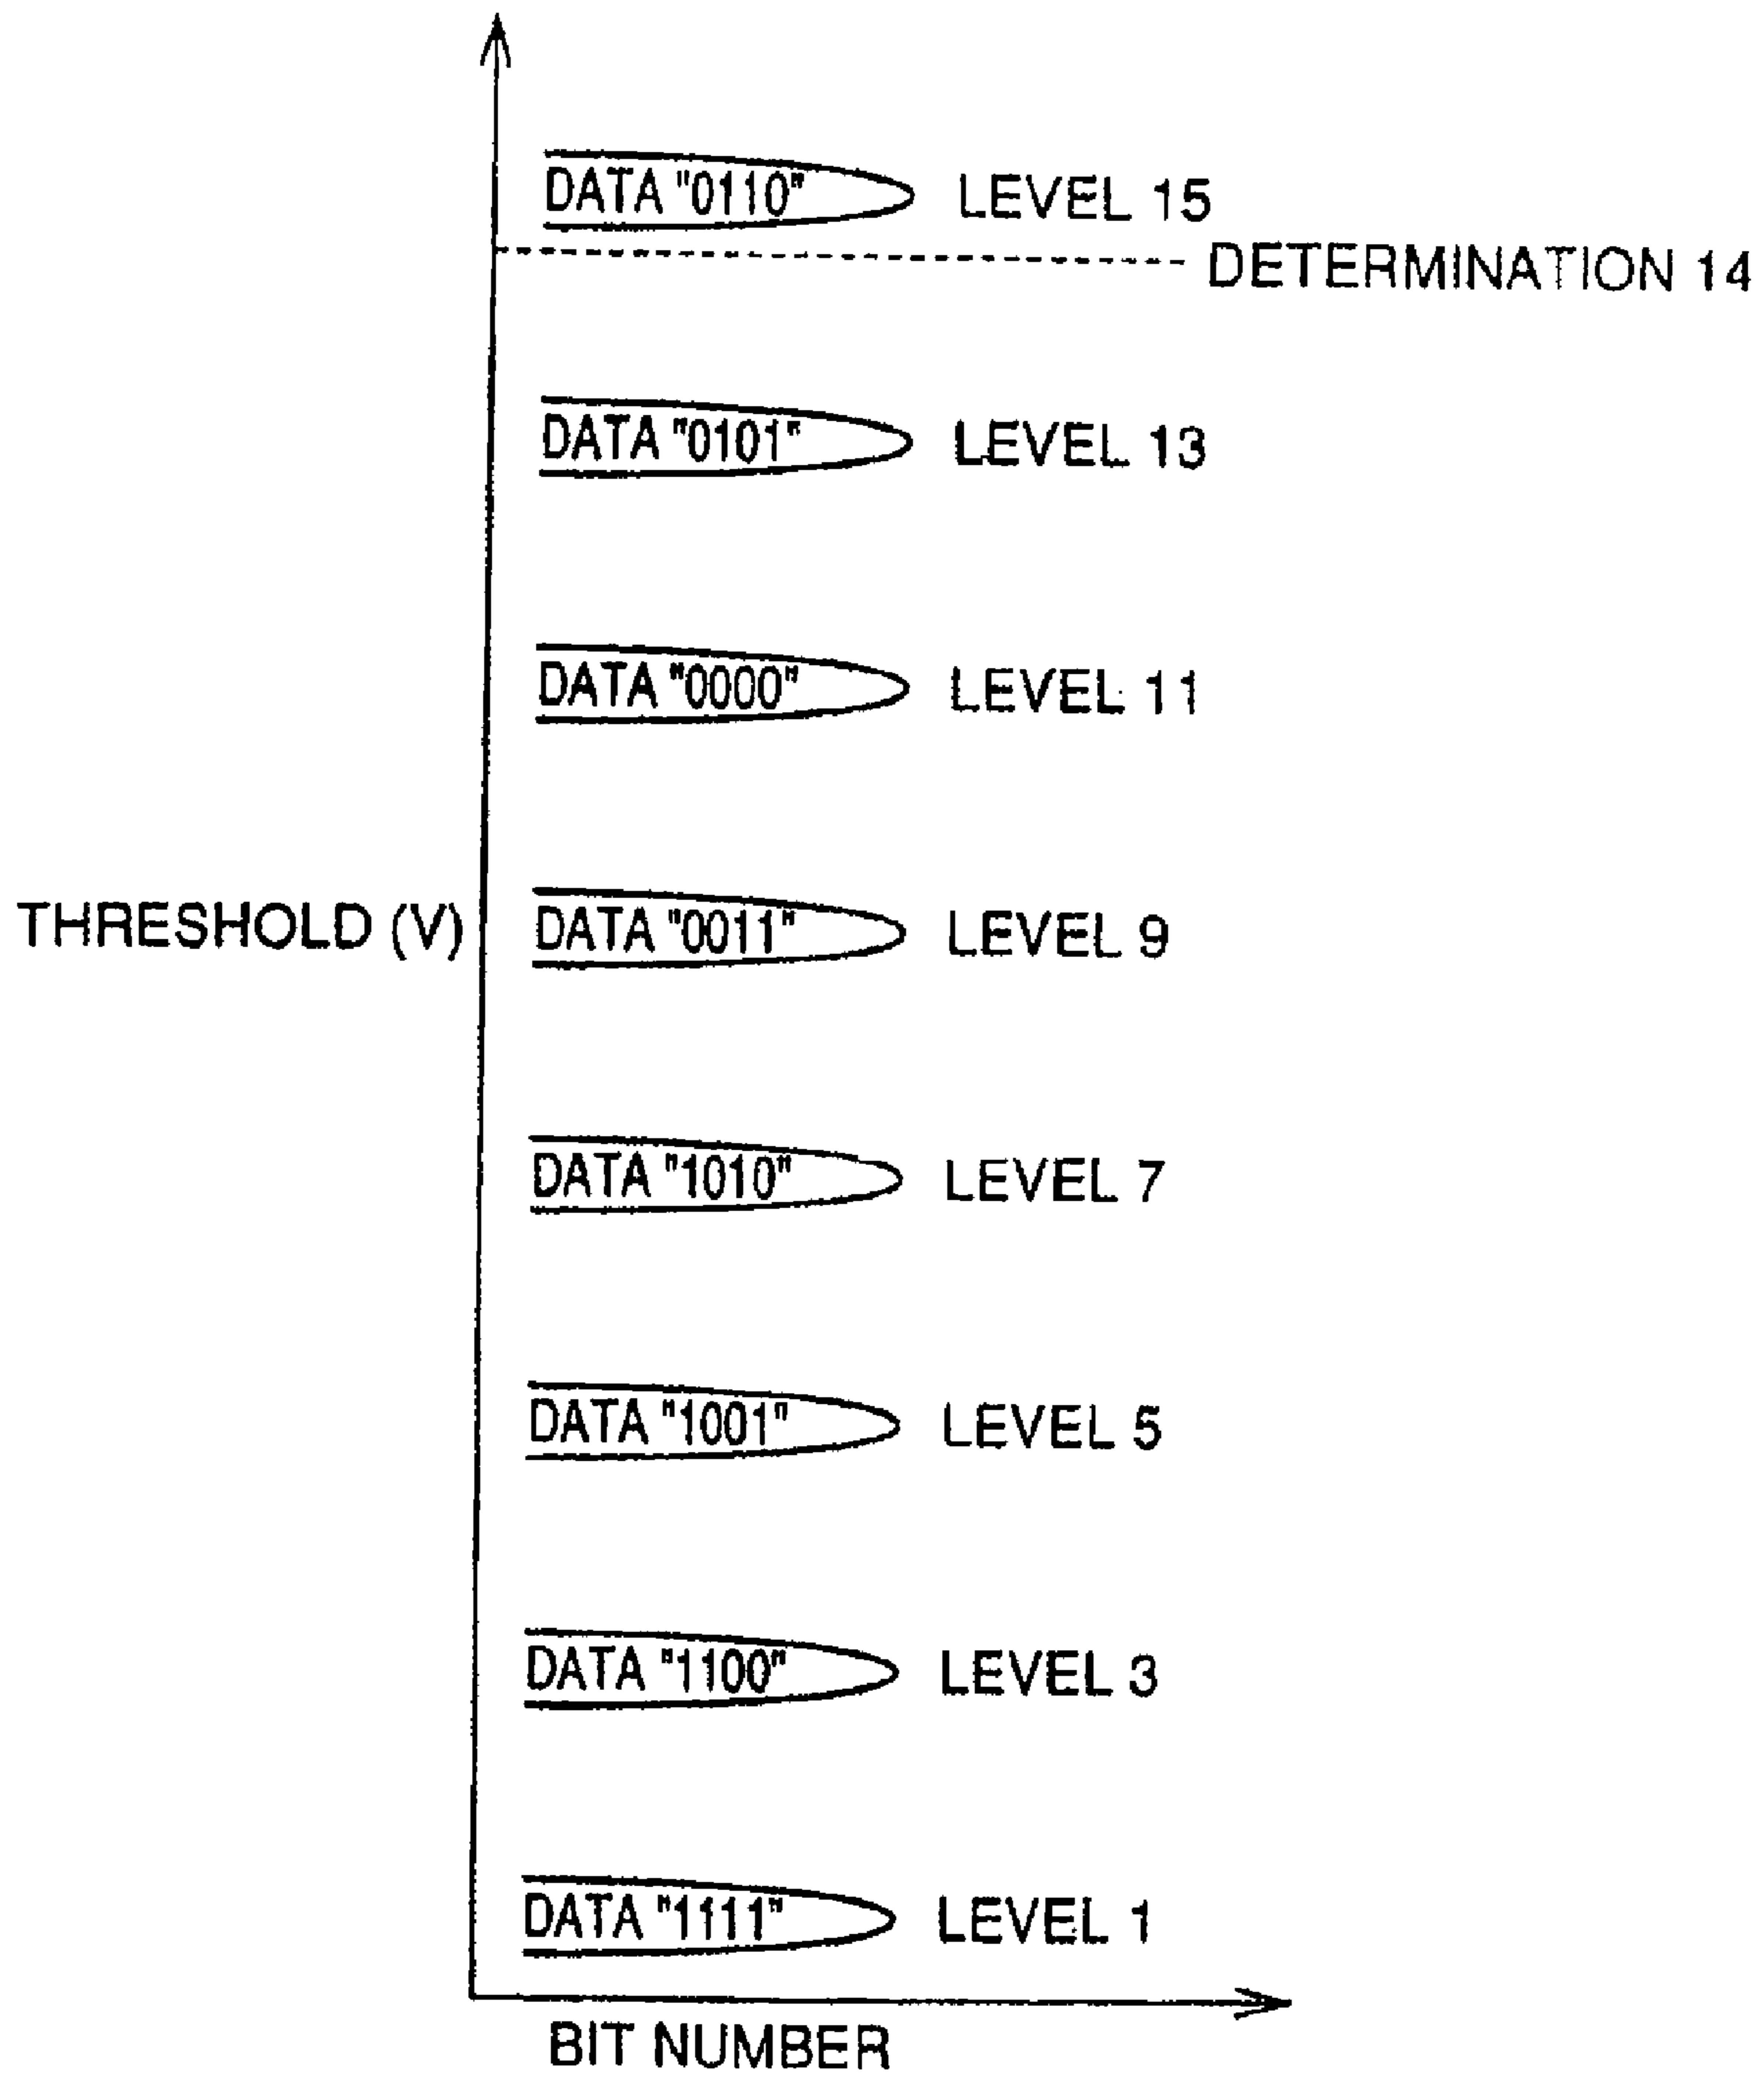 DATA "0110" LEVEL 15
DETERMINATION 14
DATA "0101" LEVEL 13
DATA "0000" LEVEL 11
THRESHOLD (V)
DATA "0011" LEVEL 9
DATA "1010" LEVEL 7
DATA "1001" LEVEL 5
DATA "1100" LEVEL 3
DATA "1111" LEVEL 1
BIT NUMBER